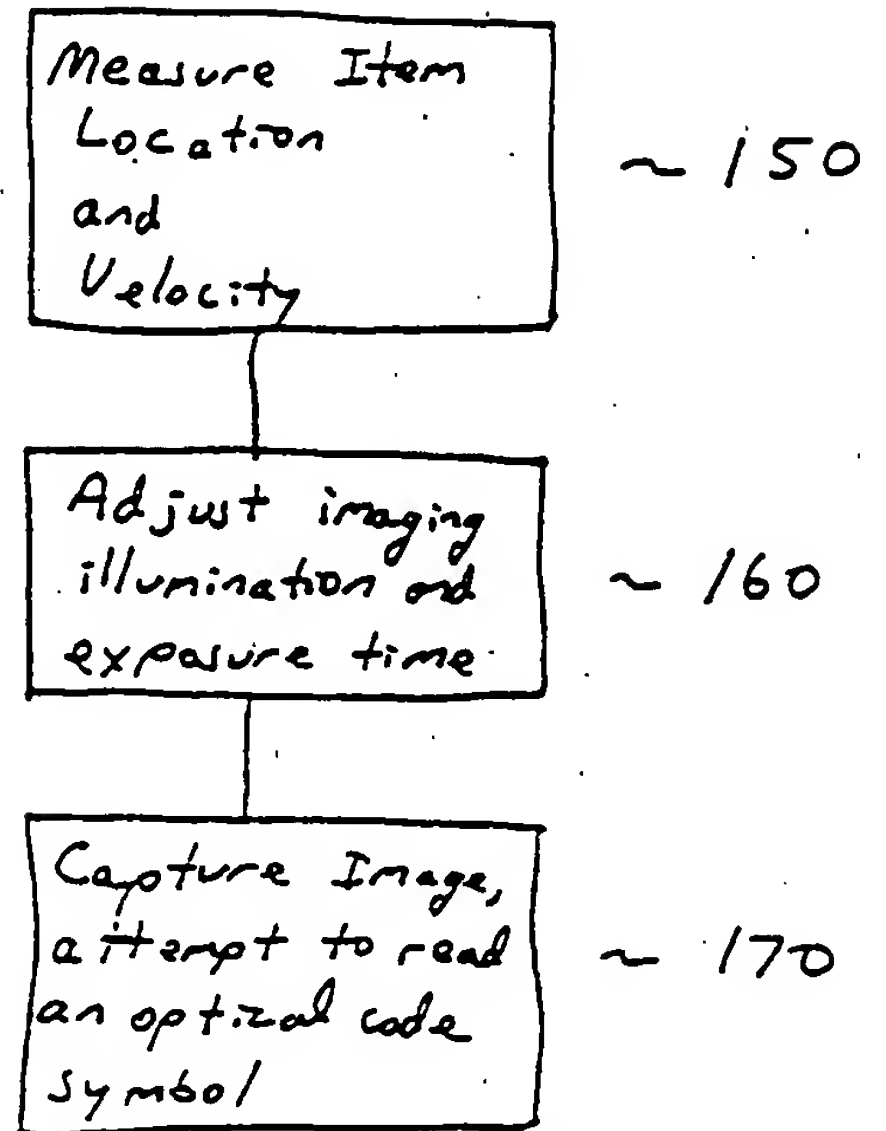 Measure Item
Location
and
Velocity
~ 150
Adjust imaging
illumination and
exposure time
~ 160
Capture Image,
attempt to read
an optical code
symbol
~ 170